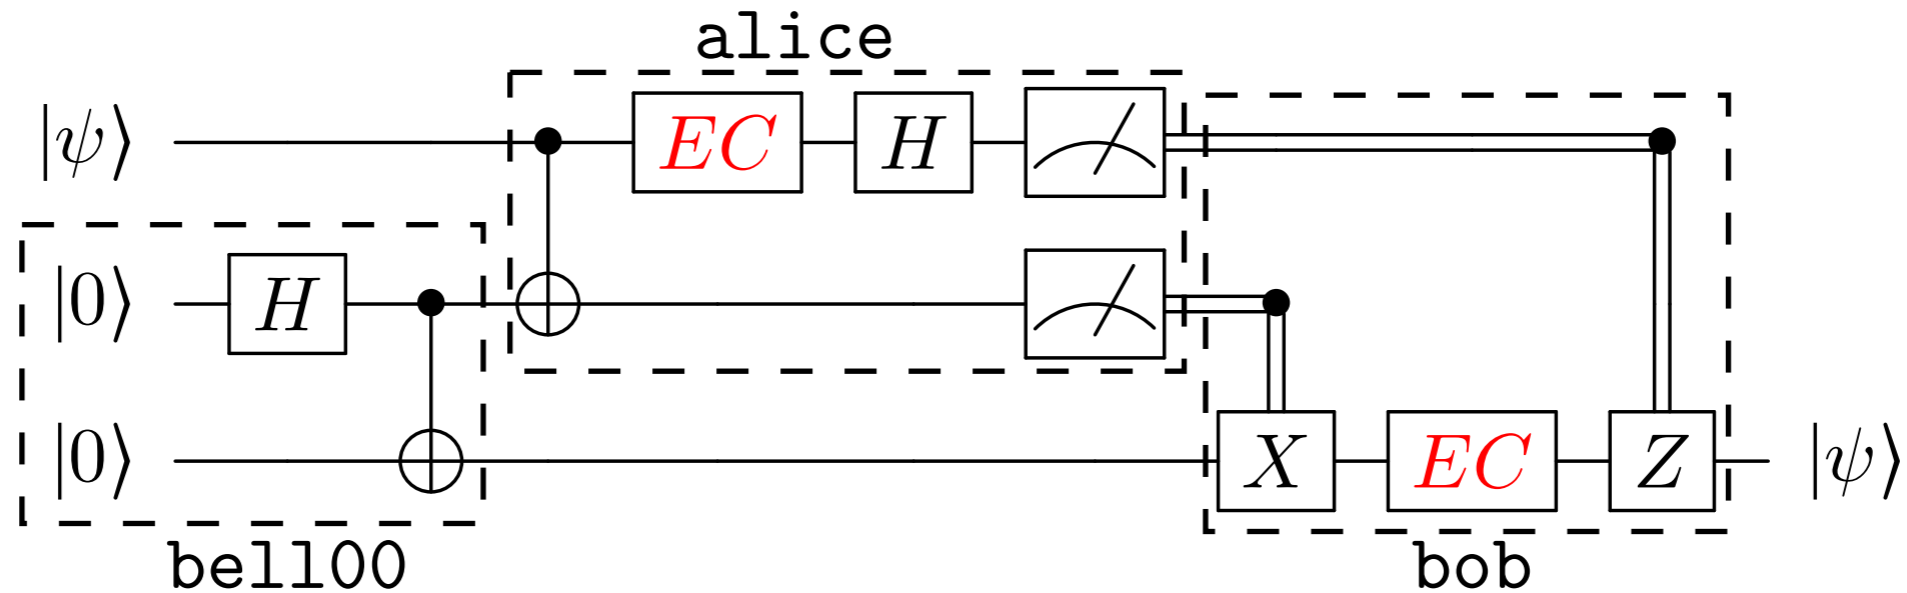 alice
|ψ⟩ EC H
|0⟩ H
|0⟩ X EC Z |ψ⟩
bell00 bob